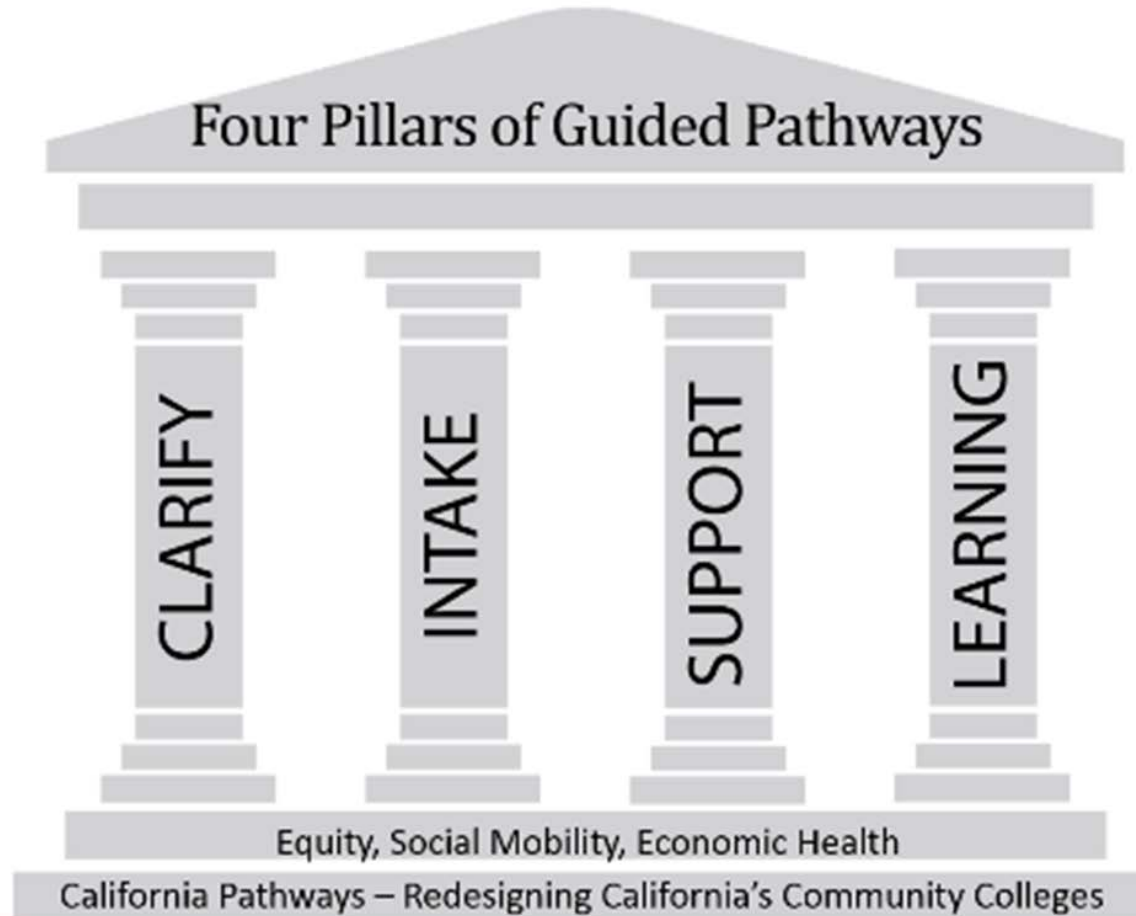 Four Pillars of Guided Pathways
CLARIFY
INTAKE
SUPPORT
LEARNING
Equity, Social Mobility, Economic Health
California Pathways – Redesigning California's Community Colleges